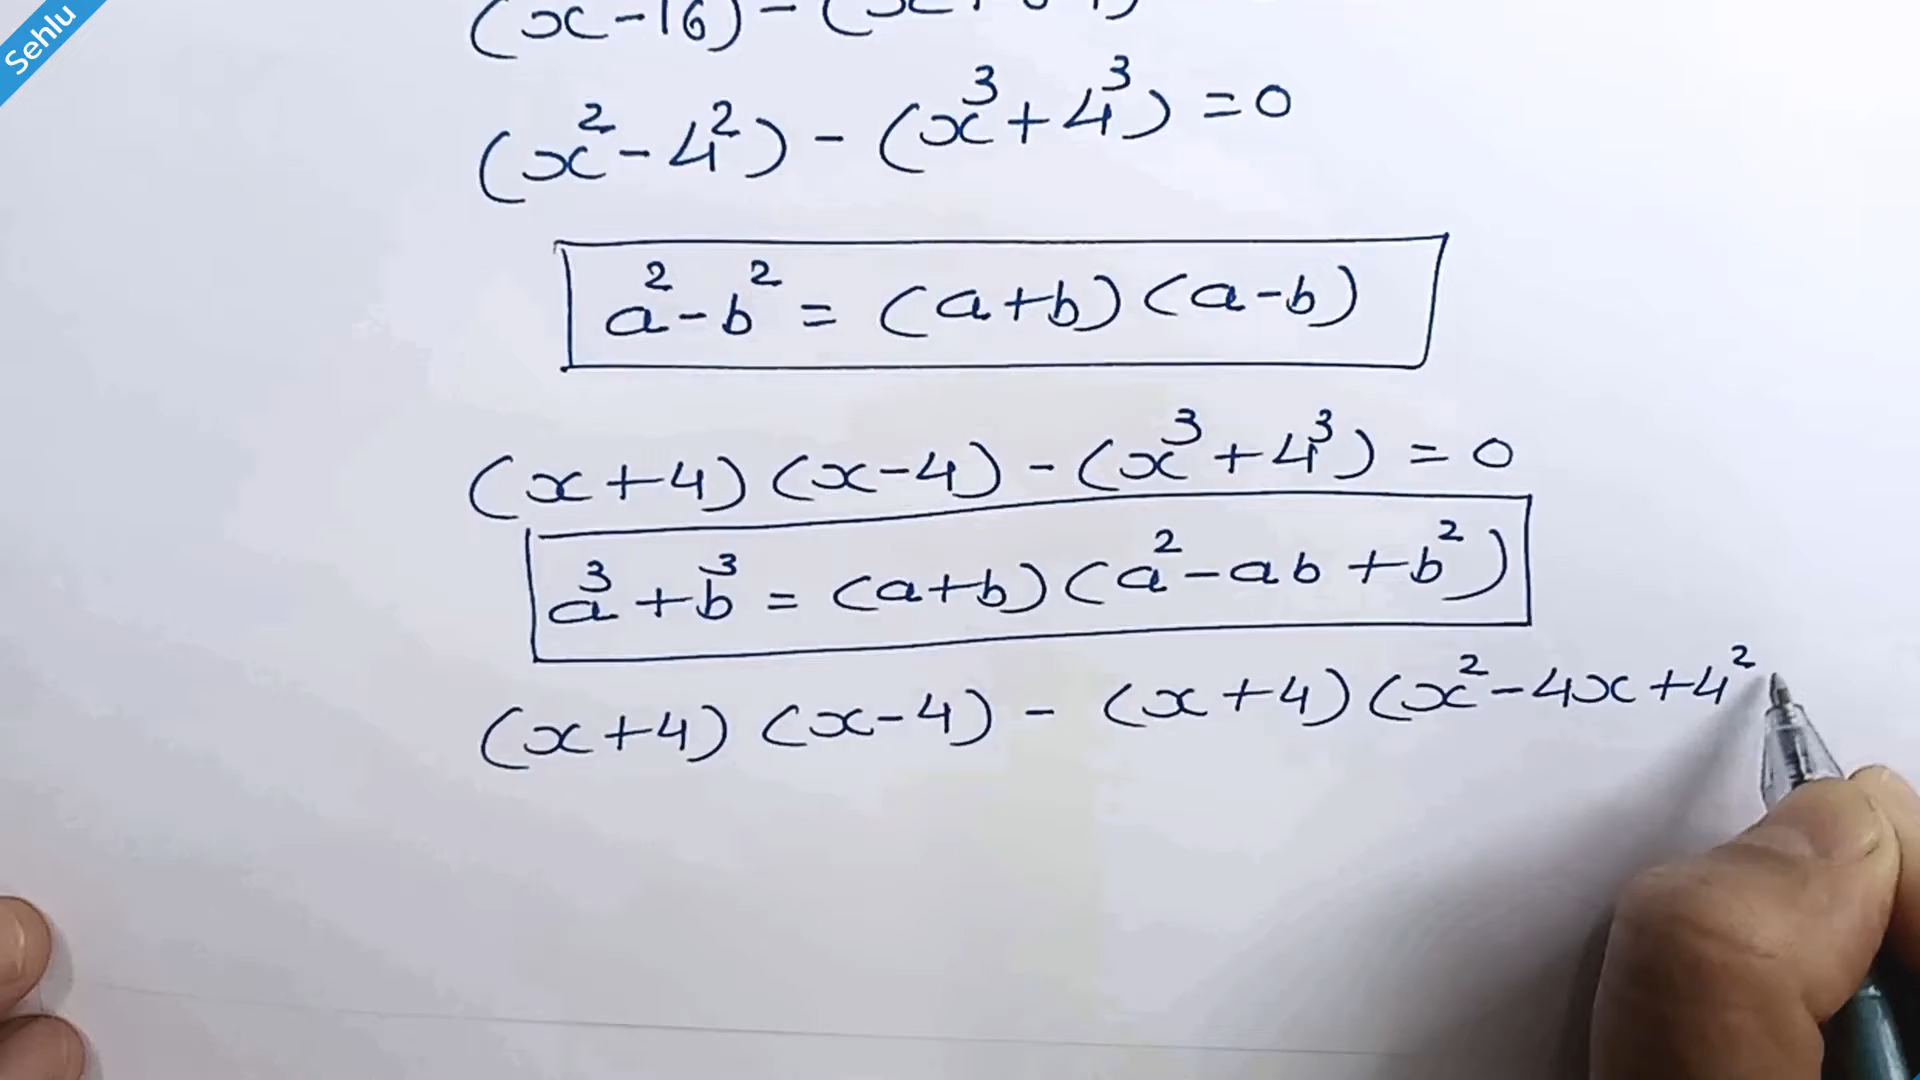 Sehlu
(x-16)-(x
(x²-4²)-(x³+4³)=0
a²-b²=(a+b)(a-b)
(x+4)(x-4)-(x³+4³)=0
a³+b³=(a+b)(a²-ab+b²)
(x+4)(x-4)-(x+4)(x²-4x+4²